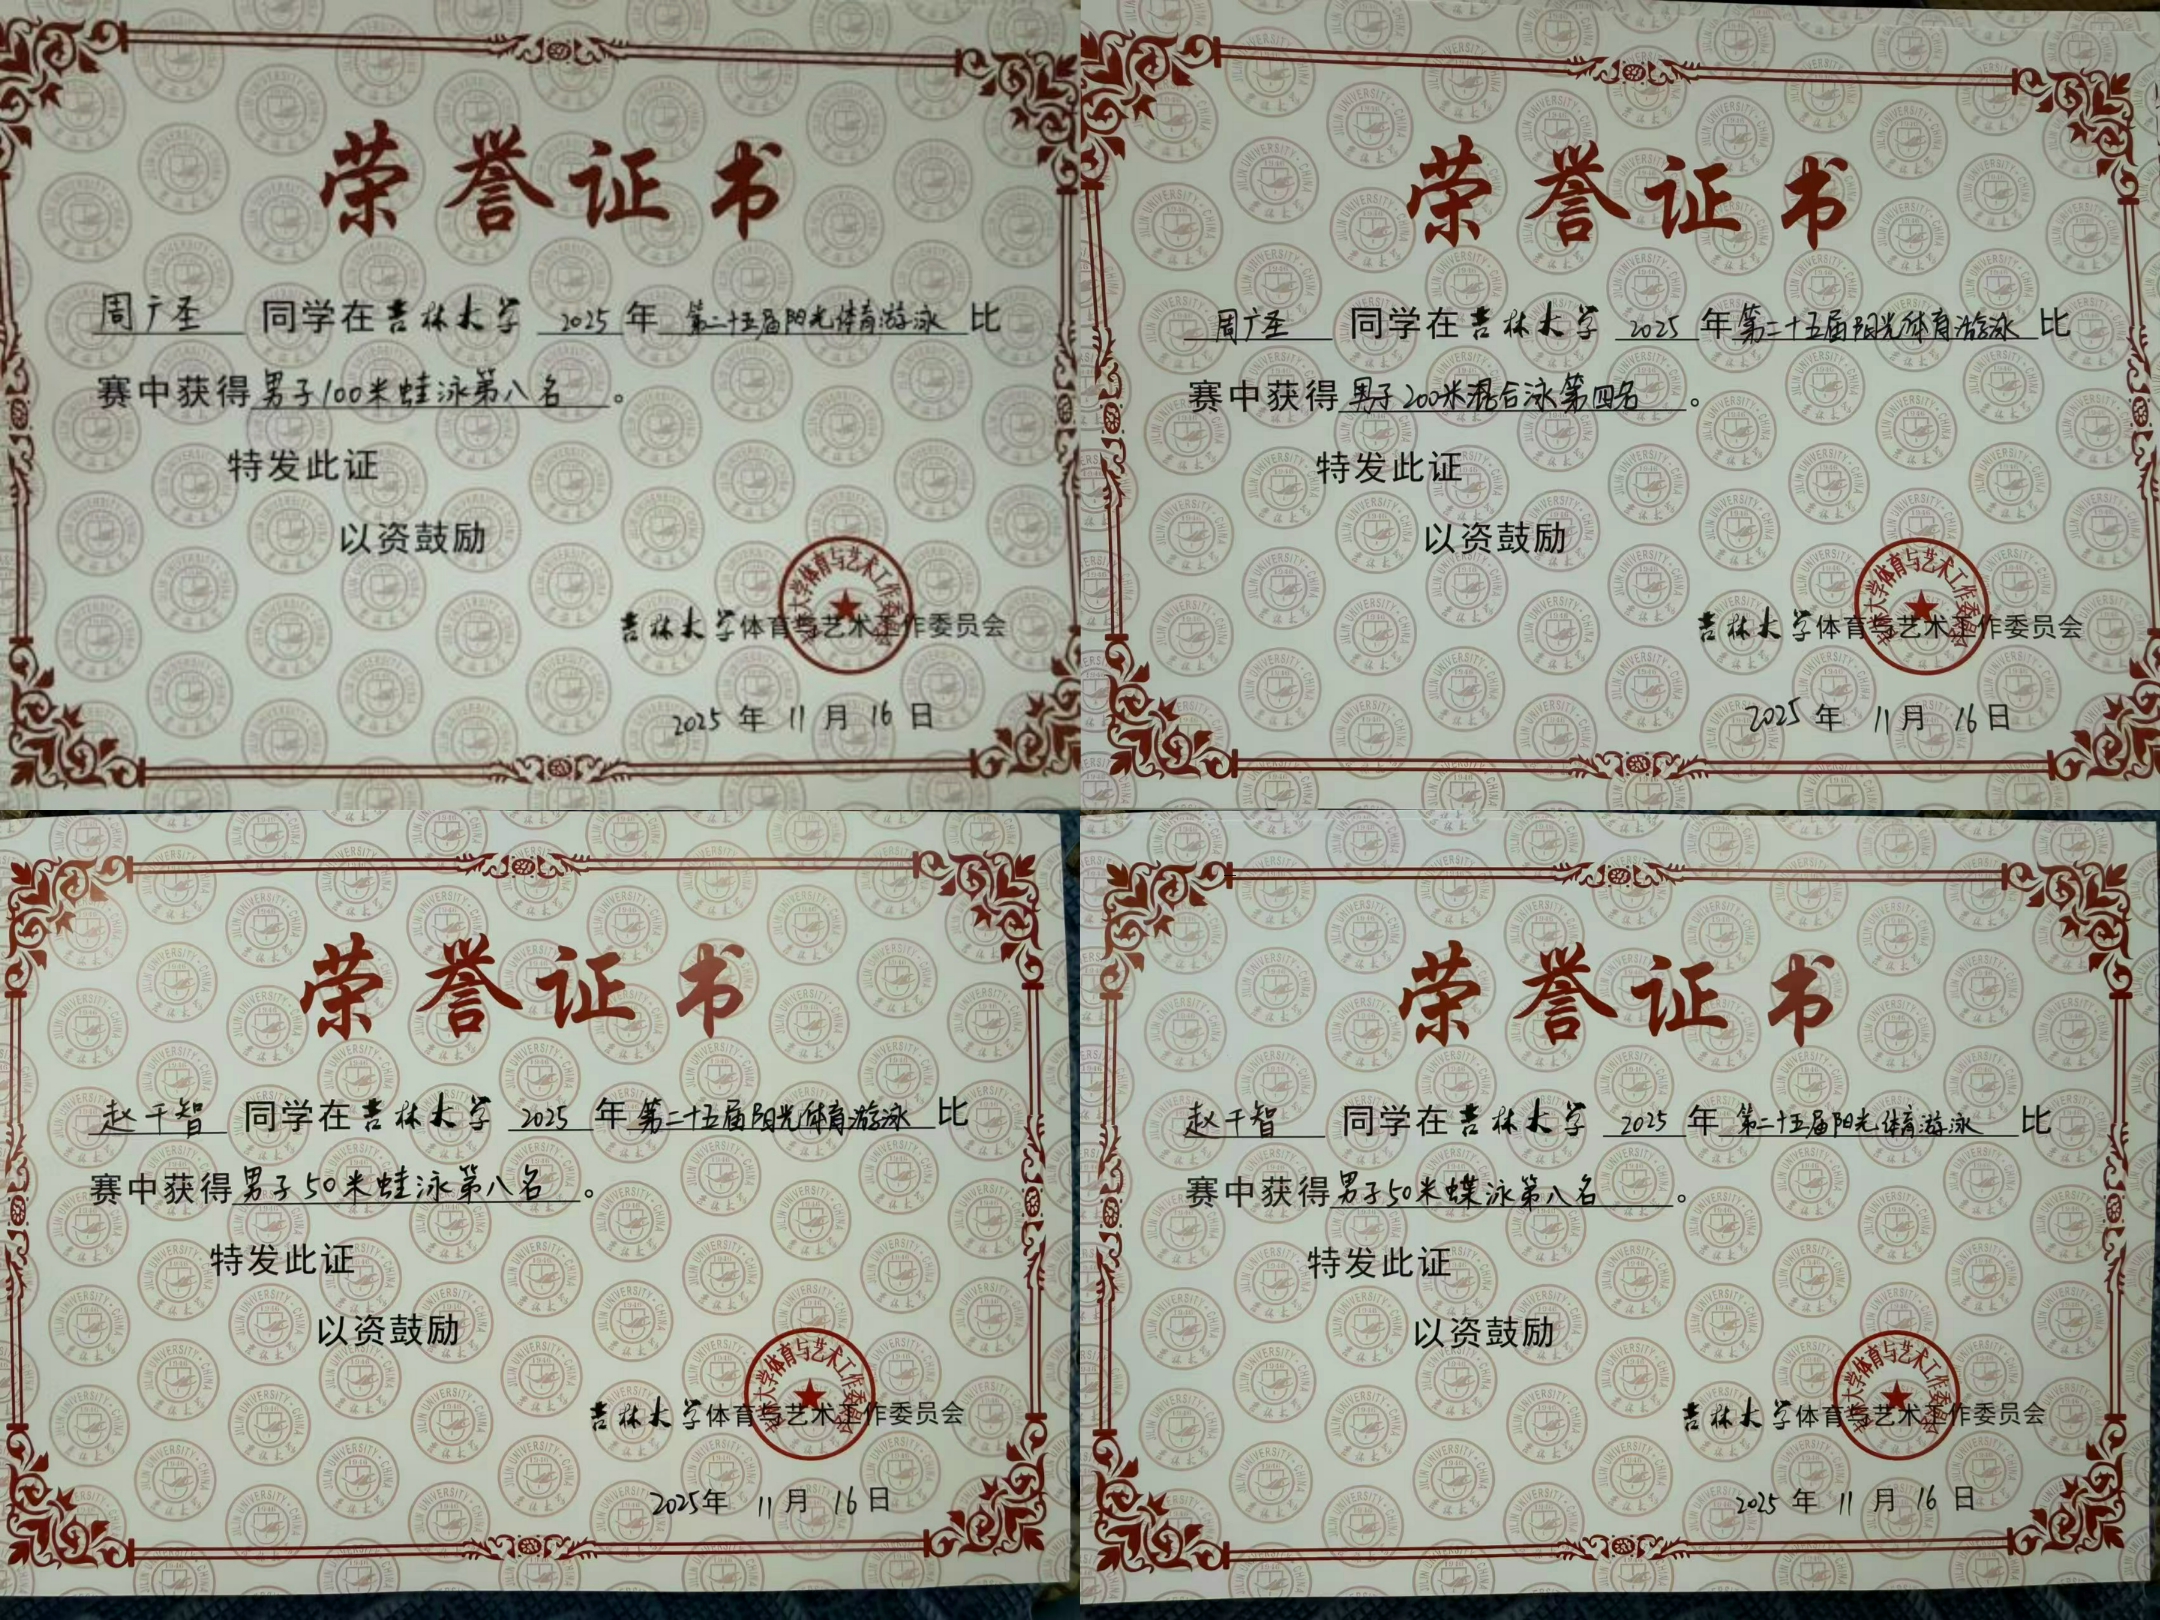 荣誉证书
周广圣 同学在吉林大学 2025 年 第二十五届阳光体育游泳 比
赛中获得男子100米蛙泳第八名。
特发此证
以资鼓励
吉林大学体育与艺术工作委员会
2025 年 11 月 16 日
荣誉证书
周广圣 同学在吉林大学 2025 年 第二十五届阳光体育游泳 比
赛中获得男子200米混合泳第四名。
特发此证
以资鼓励
吉林大学体育与艺术工作委员会
2025 年 11 月 16 日
荣誉证书
赵千智 同学在吉林大学 2025 年 第二十五届阳光体育游泳 比
赛中获得男子50米蛙泳第八名。
特发此证
以资鼓励
吉林大学体育与艺术工作委员会
2025 年 11 月 16 日
荣誉证书
赵千智 同学在吉林大学 2025 年 第二十五届阳光体育游泳 比
赛中获得男子50米蝶泳第八名。
特发此证
以资鼓励
吉林大学体育与艺术工作委员会
2025 年 11 月 16 日